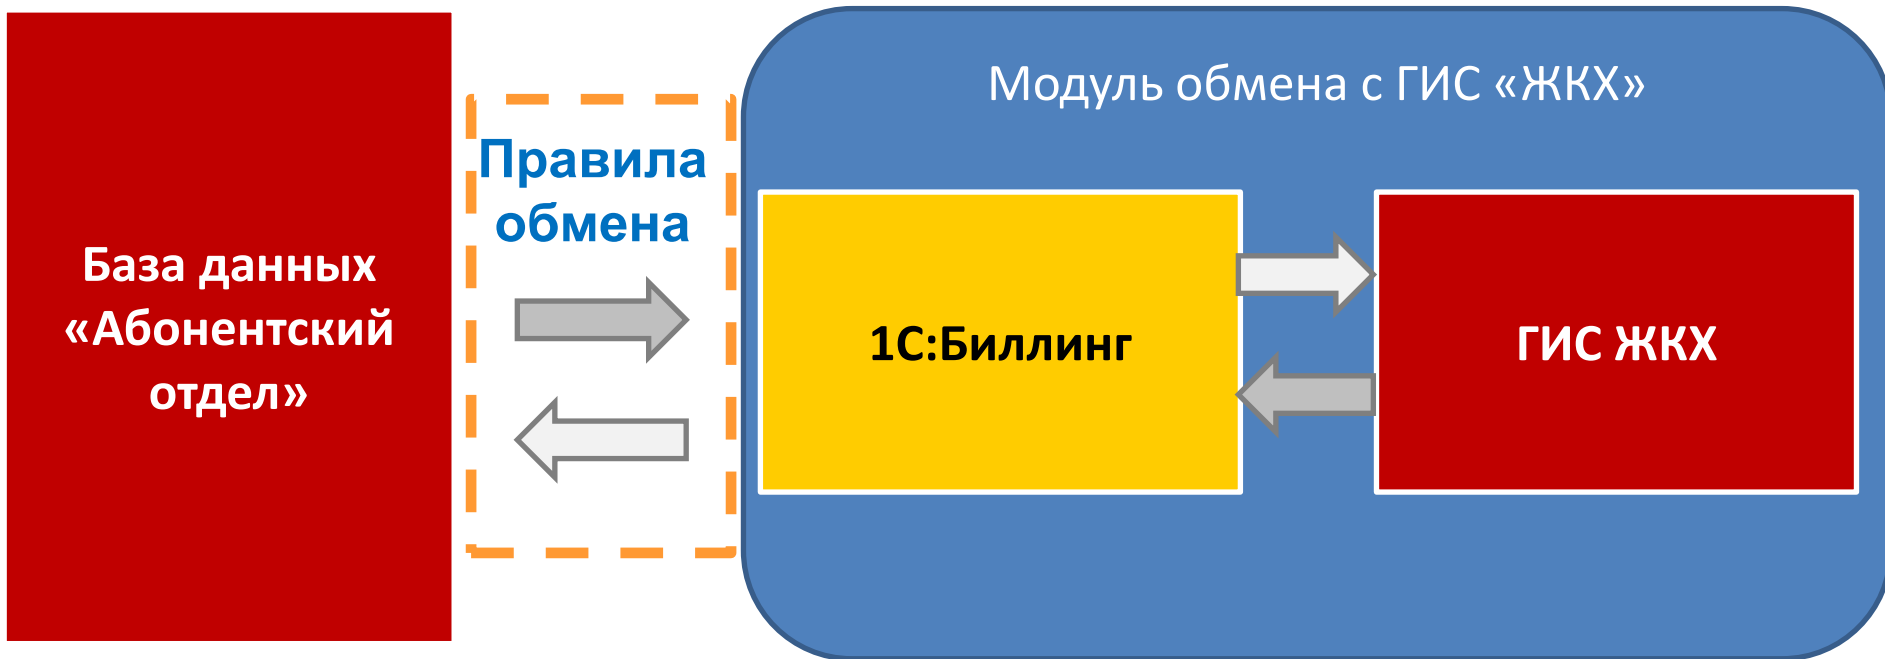 Модуль обмена с ГИС «ЖКХ»
Правила
обмена
База данных
«Абонентский
отдел»
1С:Биллинг
ГИС ЖКХ